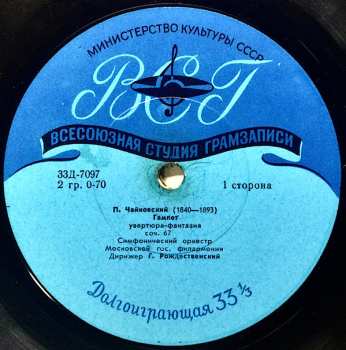 МИНИСТЕРСТВО КУЛЬТУРЫ СССР
ВСГ
ВСЕСОЮЗНАЯ СТУДИЯ ГРАМЗАПИСИ
33Д-7097
2 гр. 0-70
1 сторона
П. Чайковский (1840—1893)
Гамлет
увертюра-фантазия
соч. 67
Симфонический оркестр
Московской гос. филармонии
Дирижер Г. Рождественский
Долгоиграющая 33⅓